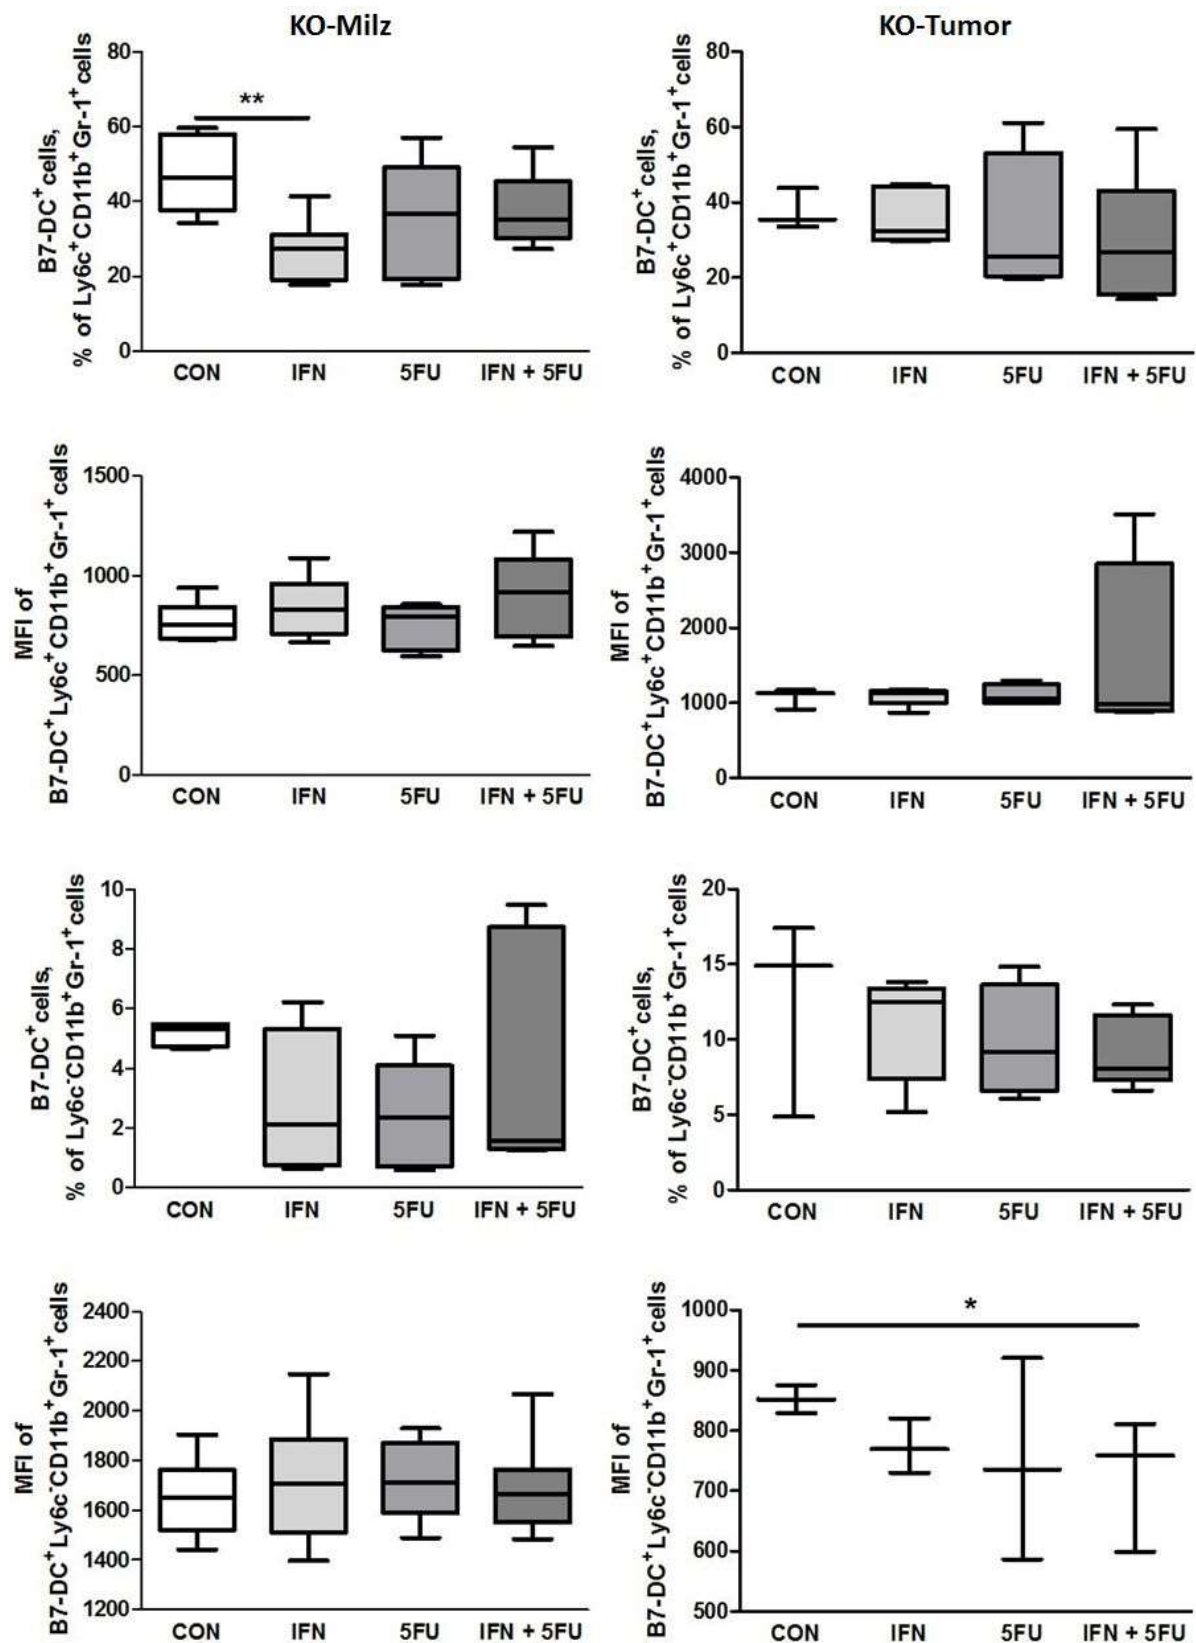 KO-Milz
KO-Tumor
B7-DC⁺cells,
% of Ly6c⁺CD11b⁺Gr-1⁺cells
80
60
40
20
0
**
CON IFN 5FU IFN + 5FU
B7-DC⁺cells,
% of Ly6c⁺CD11b⁺Gr-1⁺cells
80
60
40
20
0
CON IFN 5FU IFN + 5FU
MFI of
B7-DC⁺Ly6c⁺CD11b⁺Gr-1⁺cells
1500
1000
500
0
CON IFN 5FU IFN + 5FU
MFI of
B7-DC⁺Ly6c⁺CD11b⁺Gr-1⁺cells
4000
3000
2000
1000
0
CON IFN 5FU IFN + 5FU
B7-DC⁺cells,
% of Ly6c⁻CD11b⁺Gr-1⁺cells
10
8
6
4
2
0
CON IFN 5FU IFN + 5FU
B7-DC⁺cells,
% of Ly6c⁻CD11b⁺Gr-1⁺cells
20
15
10
5
0
CON IFN 5FU IFN + 5FU
MFI of
B7-DC⁺Ly6c⁻CD11b⁺Gr-1⁺cells
2400
2200
2000
1800
1600
1400
1200
CON IFN 5FU IFN + 5FU
MFI of
B7-DC⁺Ly6c⁻CD11b⁺Gr-1⁺cells
1000
900
800
700
600
500
*
CON IFN 5FU IFN + 5FU